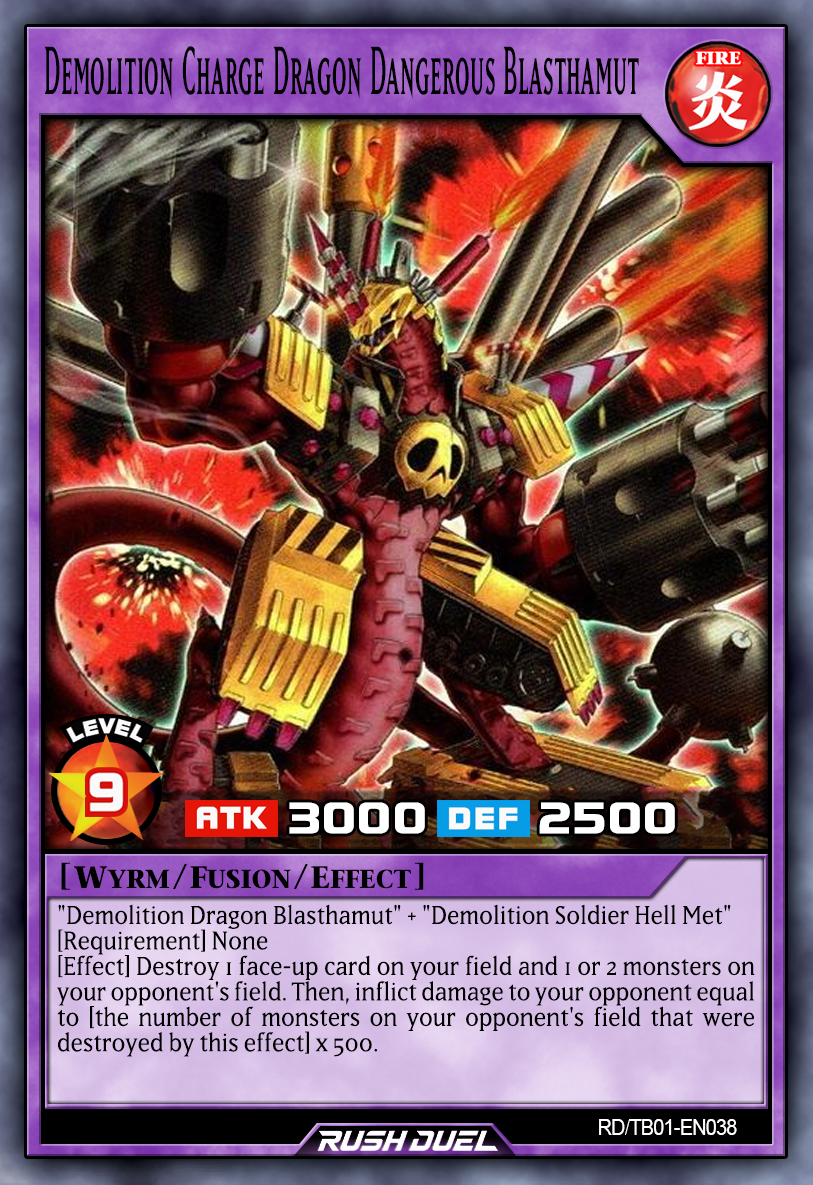 Demolition Charge Dragon Dangerous Blasthamut
FIRE
炎
LEVEL
9
ATK 3000 DEF 2500
[Wyrm/Fusion/Effect]
"Demolition Dragon Blasthamut" + "Demolition Soldier Hell Met"
[Requirement] None
[Effect] Destroy 1 face-up card on your field and 1 or 2 monsters on
your opponent's field. Then, inflict damage to your opponent equal
to [the number of monsters on your opponent's field that were
destroyed by this effect] x 500.
RD/TB01-EN038
RUSH DUEL